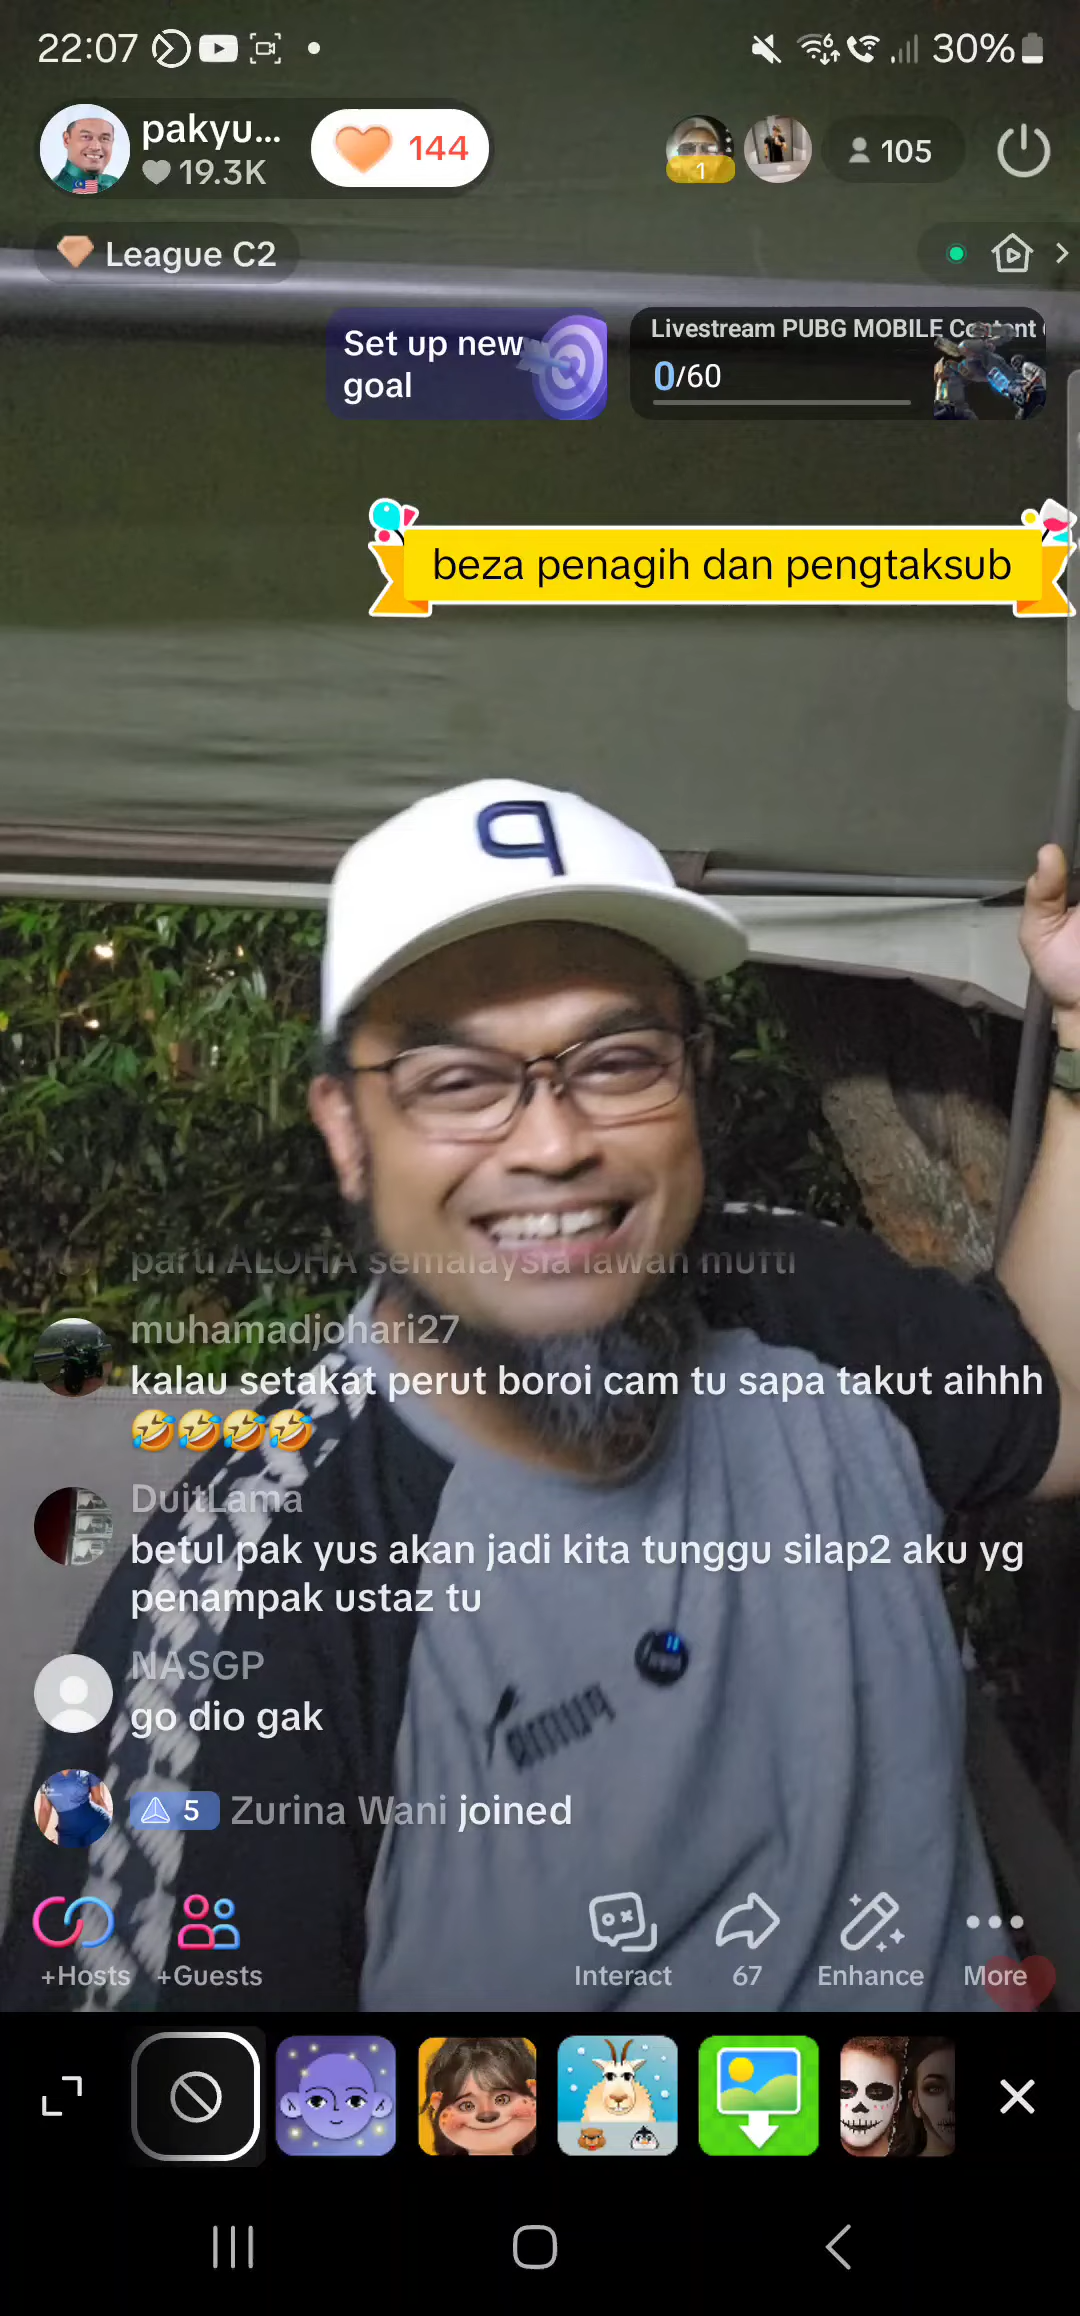 22:07
30%
pakyu...
19.3K
144
1
105
League C2
Set up new
goal
Livestream PUBG MOBILE Content
0/60
beza penagih dan pengtaksub
parti ALOHA semalaysia lawan mufti
muhamadjohari27
kalau setakat perut boroi cam tu sapa takut aihhh
🤣🤣🤣🤣
DuitLama
betul pak yus akan jadi kita tunggu silap2 aku yg
penampak ustaz tu
NASGP
go dio gak
5 Zurina Wani joined
+Hosts
+Guests
Interact
67
Enhance
More